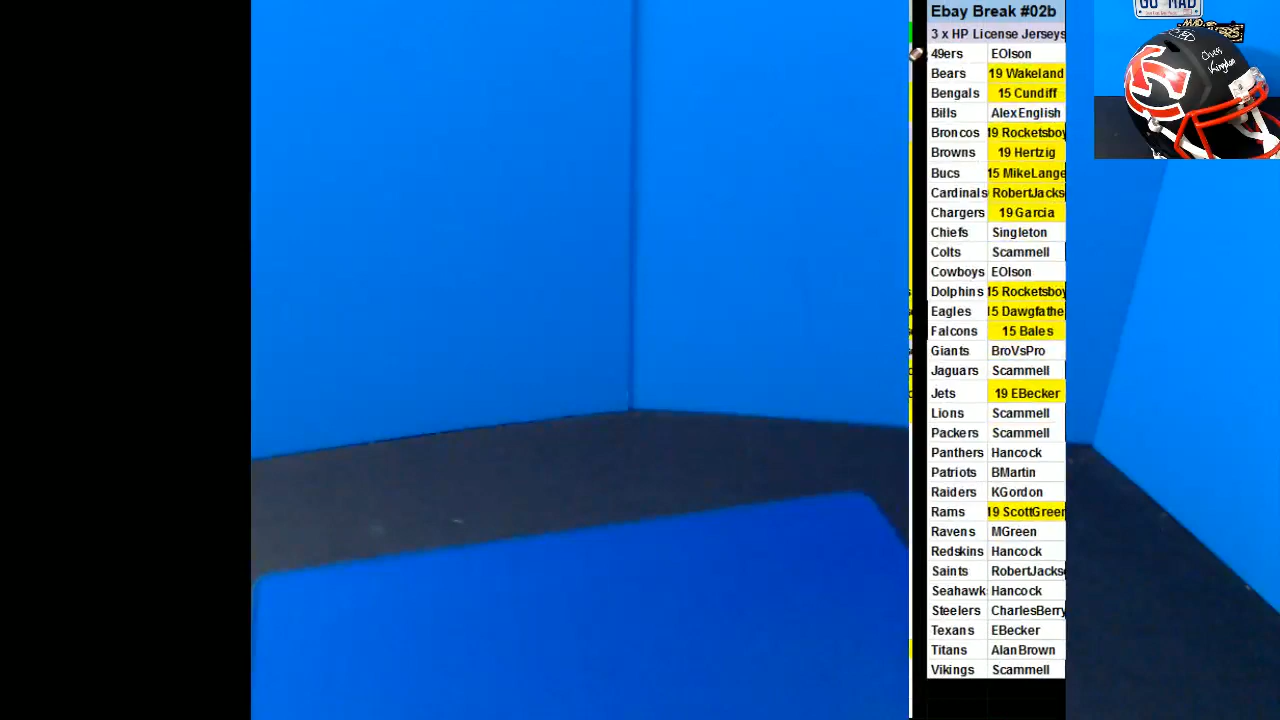 Ebay Break #02b
3 x HP License Jerseys
49ers EOlson
Bears 19 Wakeland
Bengals 15 Cundiff
Bills AlexEnglish
Broncos 19 Rocketsboy
Browns 19 Hertzig
Bucs 15 MikeLange
Cardinals RobertJacks
Chargers 19 Garcia
Chiefs Singleton
Colts Scammell
Cowboys EOlson
Dolphins 15 Rocketsboy
Eagles 15 Dawgfathe
Falcons 15 Bales
Giants BroVsPro
Jaguars Scammell
Jets 19 EBecker
Lions Scammell
Packers Scammell
Panthers Hancock
Patriots BMartin
Raiders KGordon
Rams 19 ScottGreen
Ravens MGreen
Redskins Hancock
Saints RobertJackso
Seahawk Hancock
Steelers CharlesBerry
Texans EBecker
Titans AlanBrown
Vikings Scammell
GO MAD
MAD